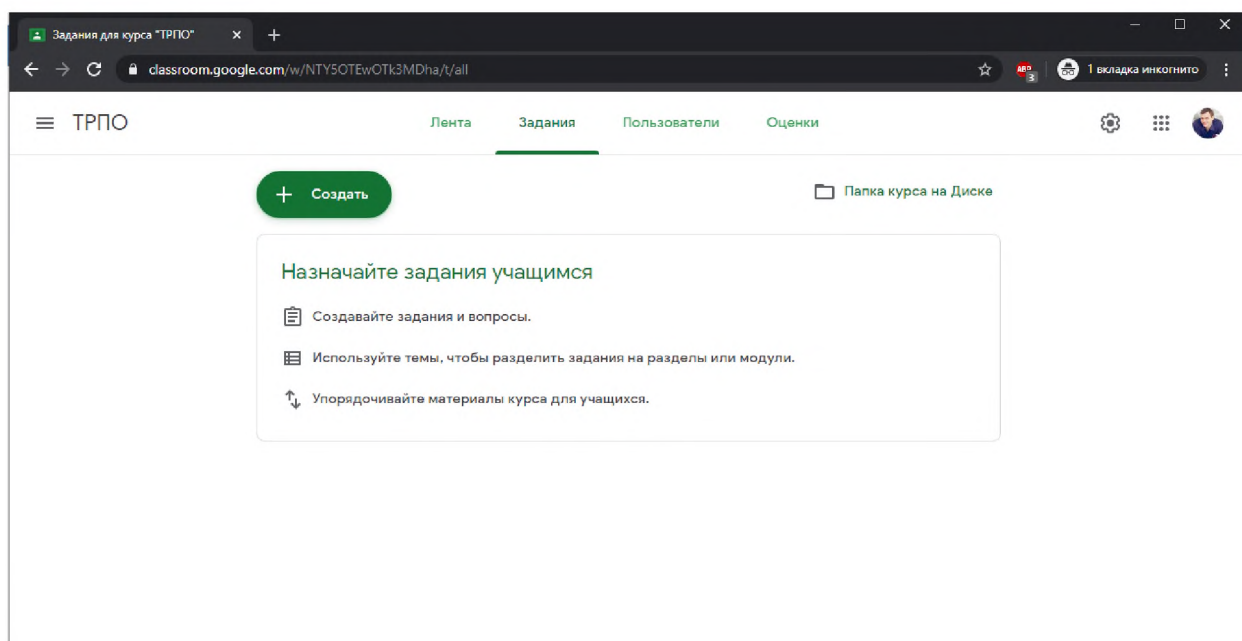 Задания для курса "ТРПО"
classroom.google.com/w/NTY5OTEwOTk3MDha/t/all
ABP
3
1 вкладка инкогнито
ТРПО
Лента
Задания
Пользователи
Оценки
Создать
Папка курса на Диске
Назначайте задания учащимся
Создавайте задания и вопросы.
Используйте темы, чтобы разделить задания на разделы или модули.
Упорядочивайте материалы курса для учащихся.